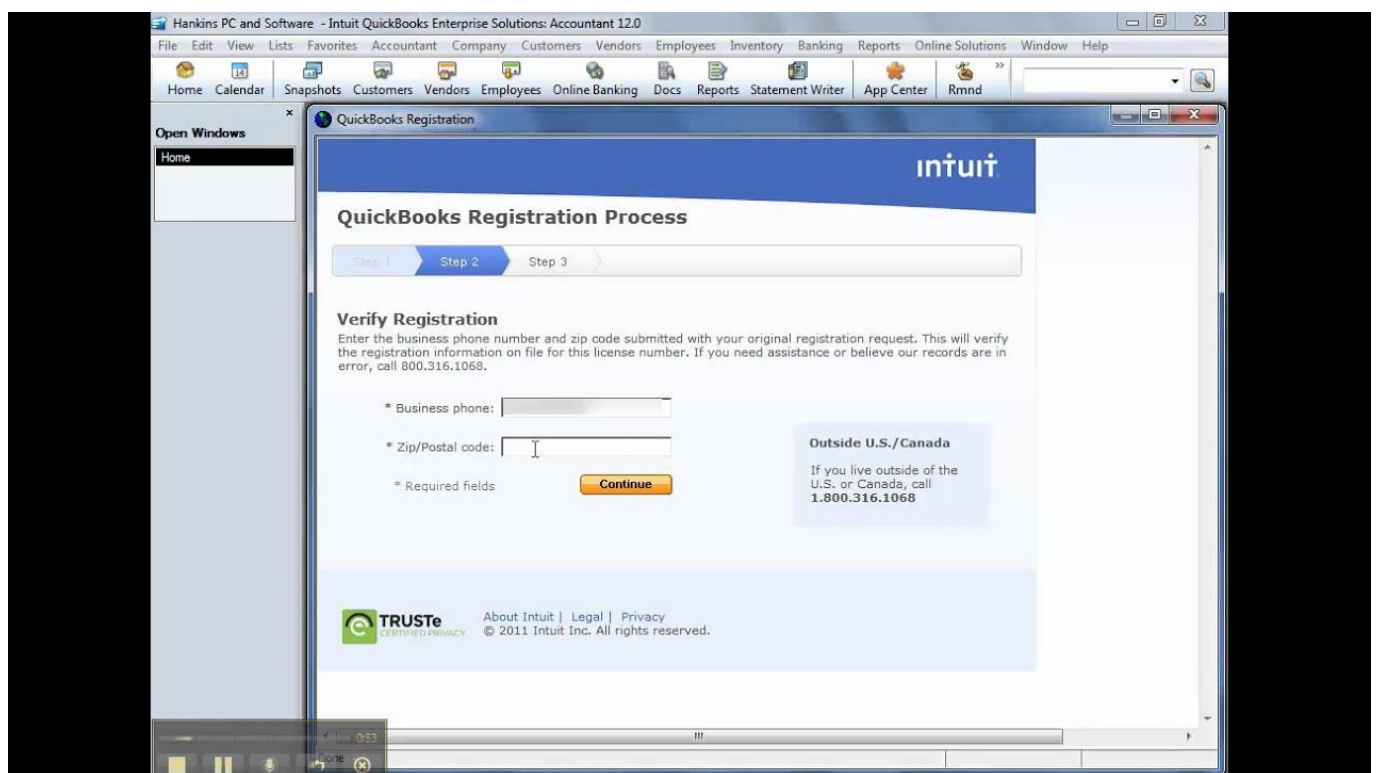 Hankins PC and Software - Intuit QuickBooks Enterprise Solutions: Accountant 12.0
File Edit View Lists Favorites Accountant Company Customers Vendors Employees Inventory Banking Reports Online Solutions Window Help
Home Calendar Snapshots Customers Vendors Employees Online Banking Docs Reports Statement Writer App Center Rmnd
Open Windows
Home
QuickBooks Registration
intuit.
QuickBooks Registration Process
Step 1 Step 2 Step 3
Verify Registration
Enter the business phone number and zip code submitted with your original registration request. This will verify
the registration information on file for this license number. If you need assistance or believe our records are in
error, call 800.316.1068.
* Business phone:
* Zip/Postal code:
* Required fields Continue
Outside U.S./Canada
If you live outside of the
U.S. or Canada, call
1.800.316.1068
TRUSTe
CERTIFIED PRIVACY
About Intuit | Legal | Privacy
© 2011 Intuit Inc. All rights reserved.
0:53
Done